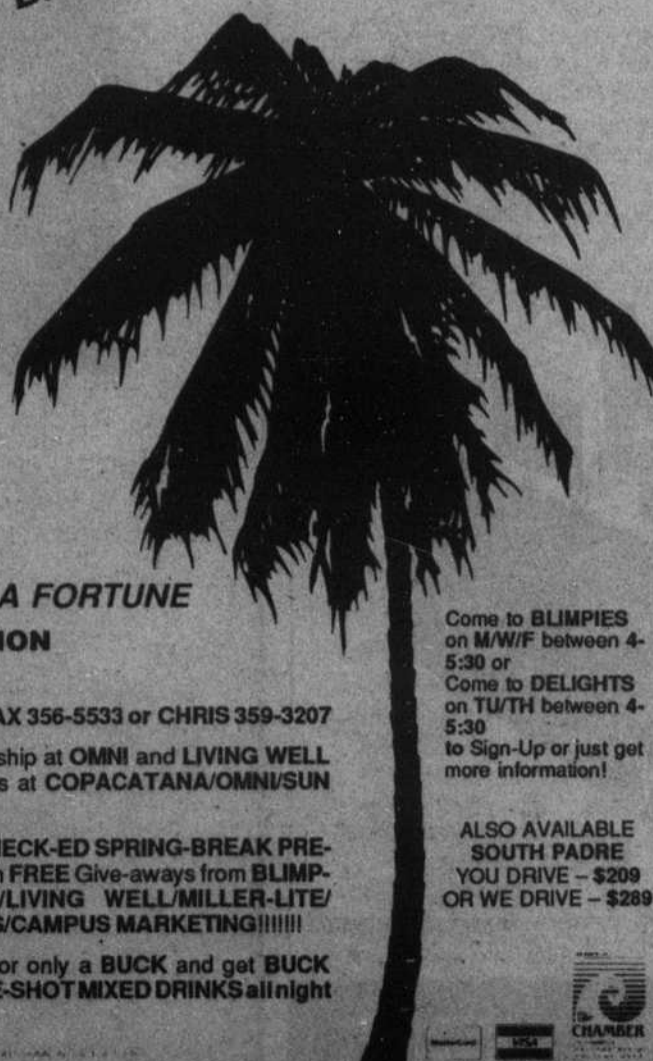 A FORTUNE
ION
AX 356-5533 or CHRIS 359-3207
ship at OMNI and LIVING WELL
s at COPACATANA/OMNI/SUN
HECK-ED SPRING-BREAK PRE-
n FREE Give-aways from BLIMP-
/LIVING WELL/MILLER-LITE/
S/CAMPUS MARKETING!!!!!!!
or only a BUCK and get BUCK
E-SHOT MIXED DRINKS all night
Come to BLIMPIES
on M/W/F between 4-
5:30 or
Come to DELIGHTS
on TU/TH between 4-
5:30
to Sign-Up or just get
more information!
ALSO AVAILABLE
SOUTH PADRE
YOU DRIVE – $209
OR WE DRIVE – $289
MasterCard
VISA
CHAMBER